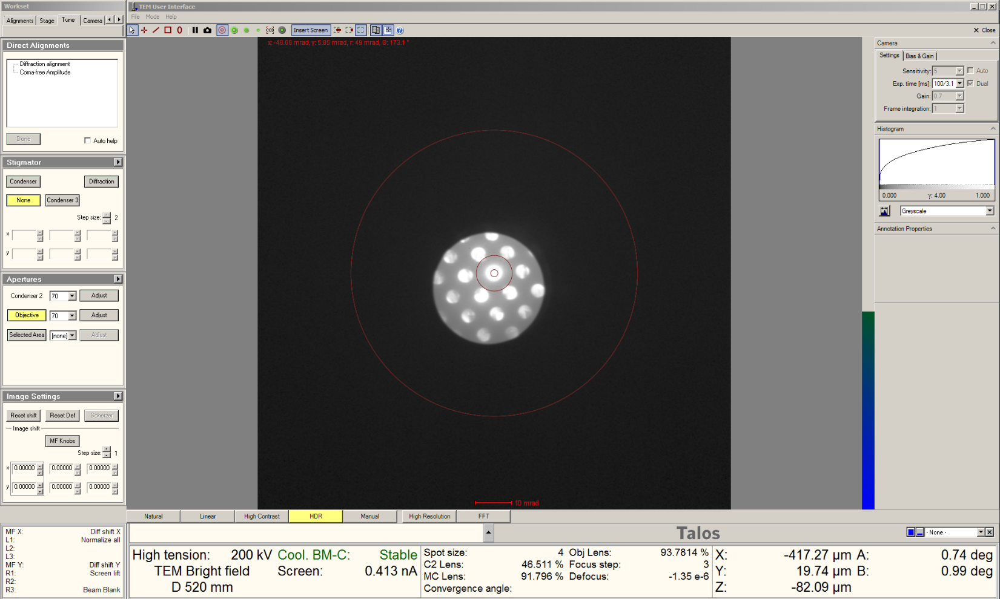 Workset
Alignments Stage Tune Camera
Direct Alignments
Diffraction alignment
Coma-free Amplitude
Done Auto help
Stigmator
Condenser Diffraction
None Condenser 3
Step size: 2
x
y
Apertures
Condenser 2 70 Adjust
Objective 70 Adjust
Selected Area [none] Adjust
Image Settings
Reset shift Reset Def Scherzer
Image shift
MF Knobs
Step size: 1
x 0.00000 0.00000 0.00000
y 0.00000 0.00000 0.00000
MF X: Diff shift X
L1: Normalize all
L2:
L3:
MF Y: Diff shift Y
R1: Screen lift
R2:
R3: Beam Blank
TEM User Interface
File Mode Help
CCD Insert Screen Close
x: -48.66 mrad, y: 5.85 mrad, r: 49 mrad, Θ: 173.1 °
10 mrad
Camera
Settings Bias & Gain
Sensitivity: 5 Auto
Exp. time [ms]: 100/3.1 Dual
Gain: 0.7
Frame integration: 1
Histogram
0.000 γ: 4.00 1.000
Greyscale
Annotation Properties
Natural Linear High Contrast HDR Manual High Resolution FFT
Talos
- None -
High tension: 200 kV
TEM Bright field
D 520 mm
Cool. BM-C: Stable
Screen: 0.413 nA
Spot size: 4
C2 Lens: 46.511 %
MC Lens: 91.796 %
Convergence angle:
Obj Lens: 93.7814 %
Focus step: 3
Defocus: -1.35 e-6
X: -417.27 µm A: 0.74 deg
Y: 19.74 µm B: 0.99 deg
Z: -82.09 µm